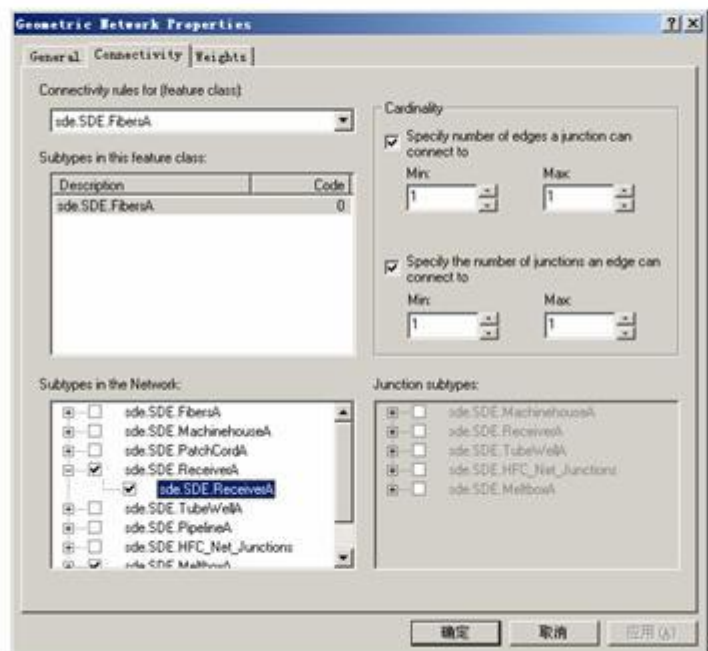 Geometric Network Properties
General Connectivity Weights
Connectivity rules for (feature class):
sde.SDE.FibersA
Subtypes in this feature class:
Description Code
sde.SDE.FibersA 0
Cardinality
Specify number of edges a junction can
connect to
Min: Max:
1 1
Specify the number of junctions an edge can
connect to
Min: Max:
1 1
Subtypes in the Network:
sde.SDE.FibersA
sde.SDE.MachinehouseA
sde.SDE.PatchCordA
sde.SDE.ReceivesA
sde.SDE.ReceivesA
sde.SDE.TubeWellA
sde.SDE.PipelineA
sde.SDE.HFC_Net_Junctions
sde.SDE.MeltboxA
Junction subtypes:
sde.SDE.MachinehouseA
sde.SDE.ReceivesA
sde.SDE.TubeWellA
sde.SDE.HFC_Net_Junctions
sde.SDE.MeltboxA
确定 取消 应用(A)